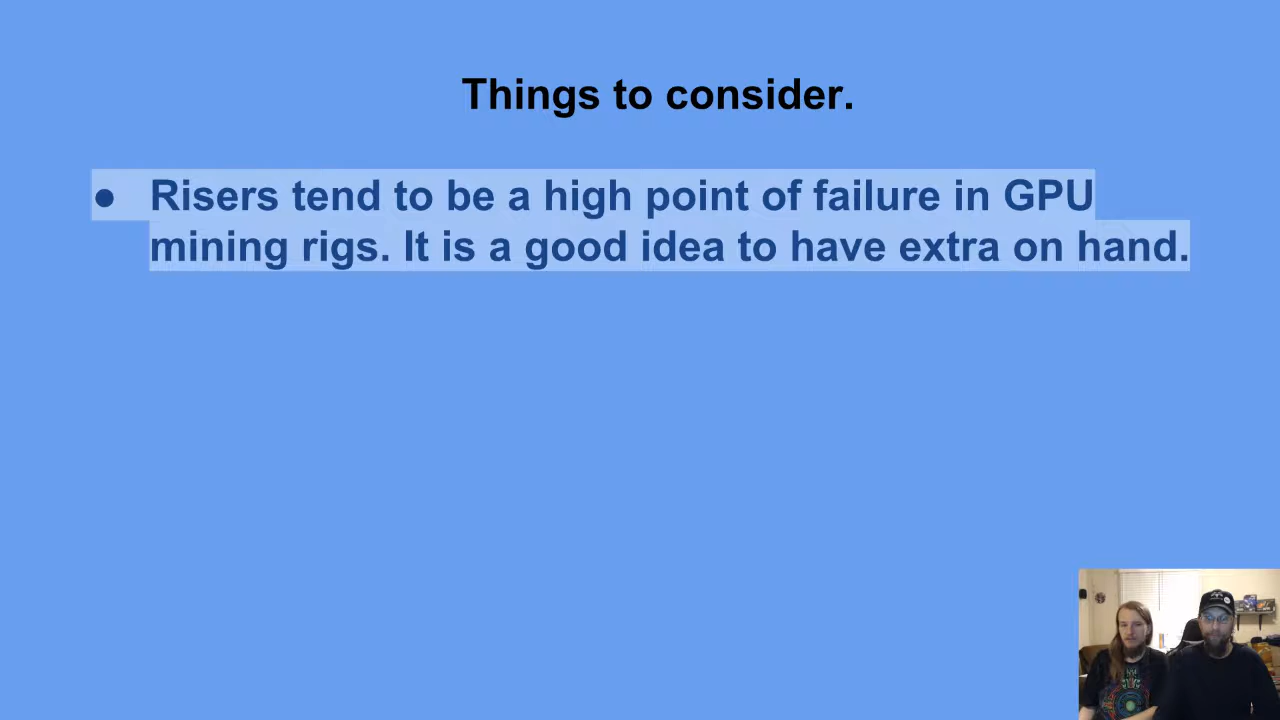 Things to consider.
● Risers tend to be a high point of failure in GPU
mining rigs. It is a good idea to have extra on hand.